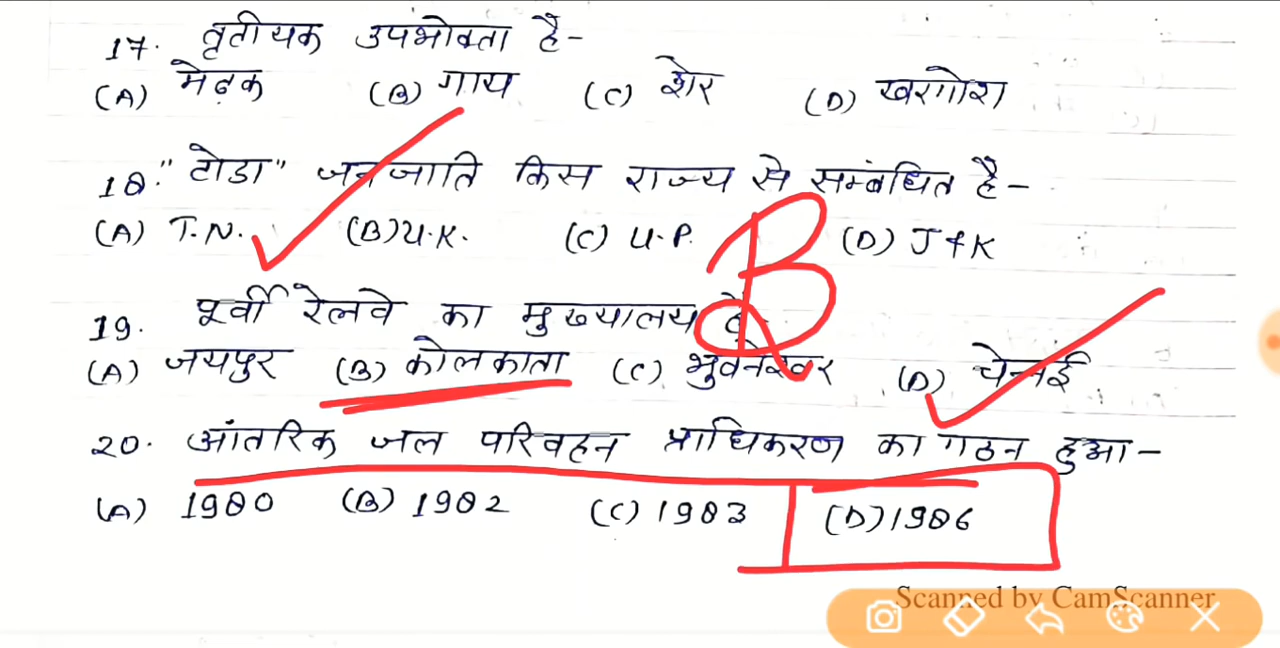 17. तृतीयक उपभोक्ता है-
(A) मेढ़क (B) गाय (C) शेर (D) खरगोश
18. "टोडा" जनजाति किस राज्य से सम्बंधित है-
(A) T.N. (B) U.K. (C) U.P. (D) J&K
19. पूर्वी रेलवे का मुख्यालय है-
(A) जयपुर (B) कोलकाता (C) भुवनेश्वर (D) चेन्नई
B
20. आंतरिक जल परिवहन प्राधिकरण का गठन हुआ-
(A) 1980 (B) 1982 (C) 1983 (D) 1986
Scanned by CamScanner